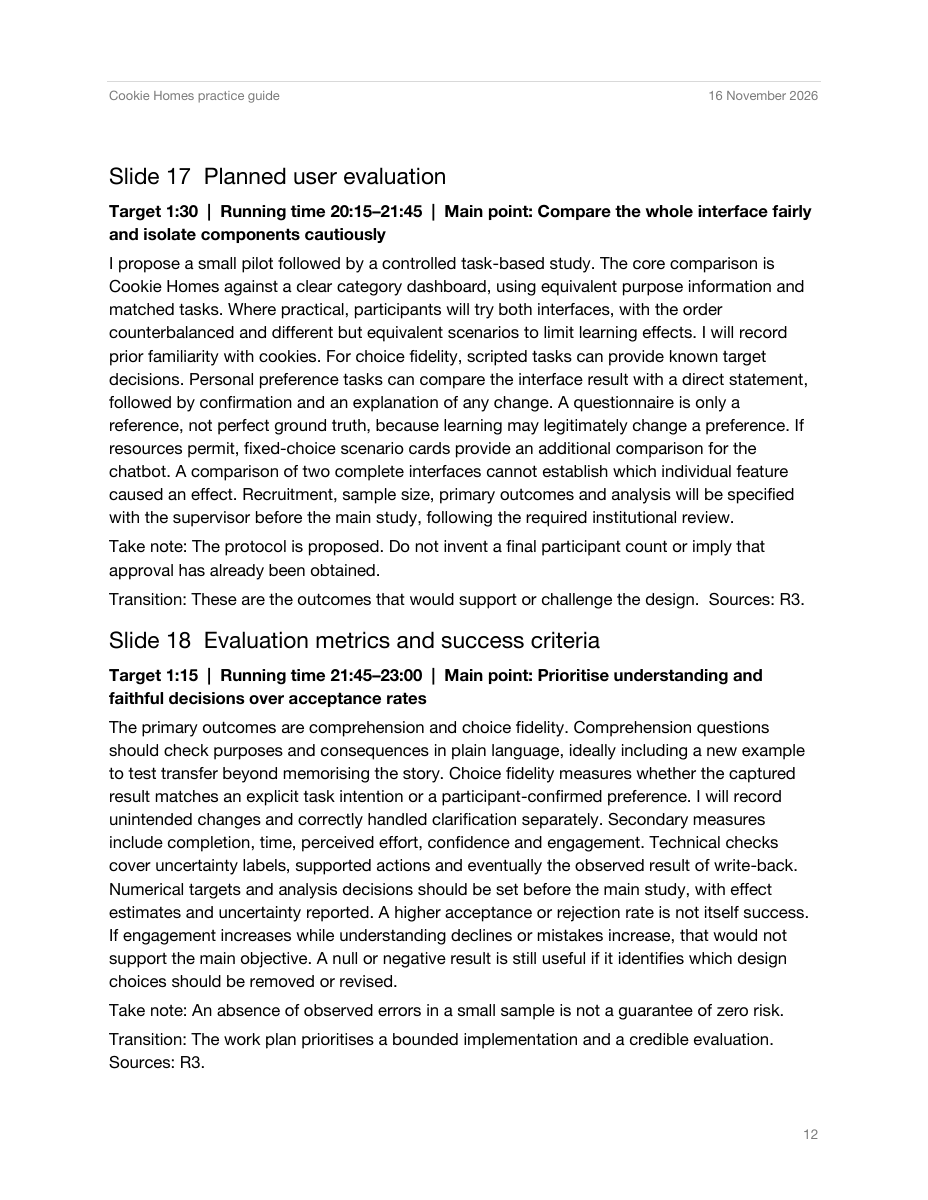 Cookie Homes practice guide
16 November 2026
Slide 17  Planned user evaluation
Target 1:30 | Running time 20:15–21:45 | Main point: Compare the whole interface fairly
and isolate components cautiously
I propose a small pilot followed by a controlled task-based study. The core comparison is
Cookie Homes against a clear category dashboard, using equivalent purpose information and
matched tasks. Where practical, participants will try both interfaces, with the order
counterbalanced and different but equivalent scenarios to limit learning effects. I will record
prior familiarity with cookies. For choice fidelity, scripted tasks can provide known target
decisions. Personal preference tasks can compare the interface result with a direct statement,
followed by confirmation and an explanation of any change. A questionnaire is only a
reference, not perfect ground truth, because learning may legitimately change a preference. If
resources permit, fixed-choice scenario cards provide an additional comparison for the
chatbot. A comparison of two complete interfaces cannot establish which individual feature
caused an effect. Recruitment, sample size, primary outcomes and analysis will be specified
with the supervisor before the main study, following the required institutional review.
Take note: The protocol is proposed. Do not invent a final participant count or imply that
approval has already been obtained.
Transition: These are the outcomes that would support or challenge the design.  Sources: R3.
Slide 18  Evaluation metrics and success criteria
Target 1:15 | Running time 21:45–23:00 | Main point: Prioritise understanding and
faithful decisions over acceptance rates
The primary outcomes are comprehension and choice fidelity. Comprehension questions
should check purposes and consequences in plain language, ideally including a new example
to test transfer beyond memorising the story. Choice fidelity measures whether the captured
result matches an explicit task intention or a participant-confirmed preference. I will record
unintended changes and correctly handled clarification separately. Secondary measures
include completion, time, perceived effort, confidence and engagement. Technical checks
cover uncertainty labels, supported actions and eventually the observed result of write-back.
Numerical targets and analysis decisions should be set before the main study, with effect
estimates and uncertainty reported. A higher acceptance or rejection rate is not itself success.
If engagement increases while understanding declines or mistakes increase, that would not
support the main objective. A null or negative result is still useful if it identifies which design
choices should be removed or revised.
Take note: An absence of observed errors in a small sample is not a guarantee of zero risk.
Transition: The work plan prioritises a bounded implementation and a credible evaluation.
Sources: R3.
12